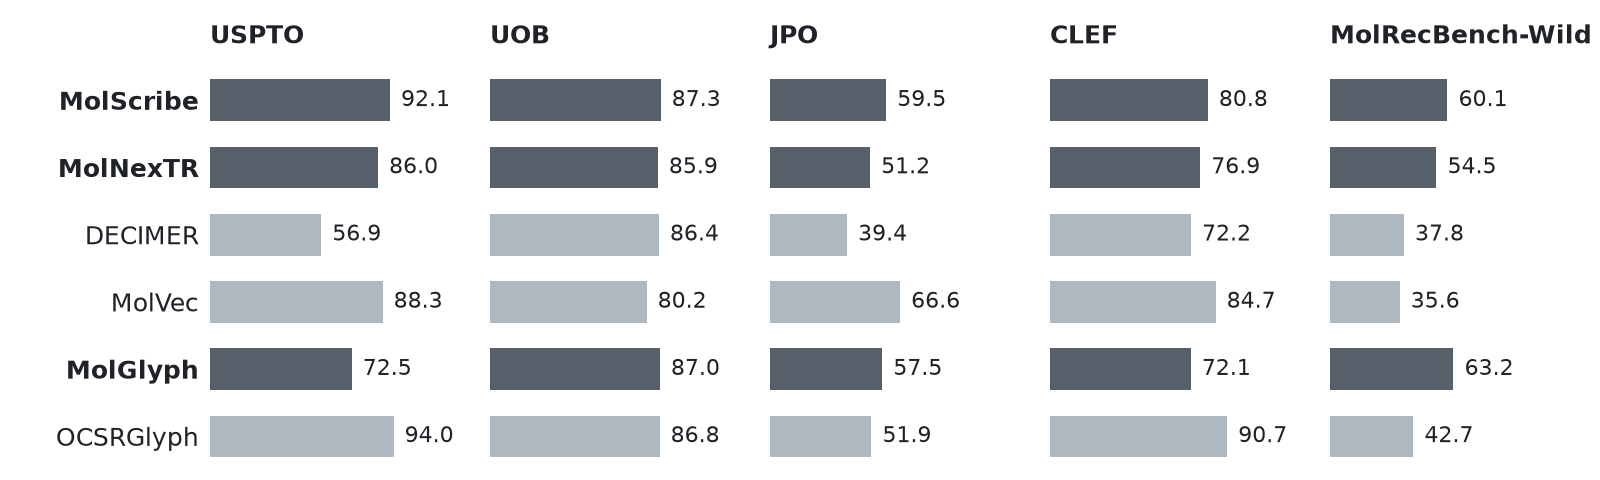 USPTO UOB JPO CLEF MolRecBench-Wild
MolScribe 92.1 87.3 59.5 80.8 60.1
MolNexTR 86.0 85.9 51.2 76.9 54.5
DECIMER 56.9 86.4 39.4 72.2 37.8
MolVec 88.3 80.2 66.6 84.7 35.6
MolGlyph 72.5 87.0 57.5 72.1 63.2
OCSRGlyph 94.0 86.8 51.9 90.7 42.7